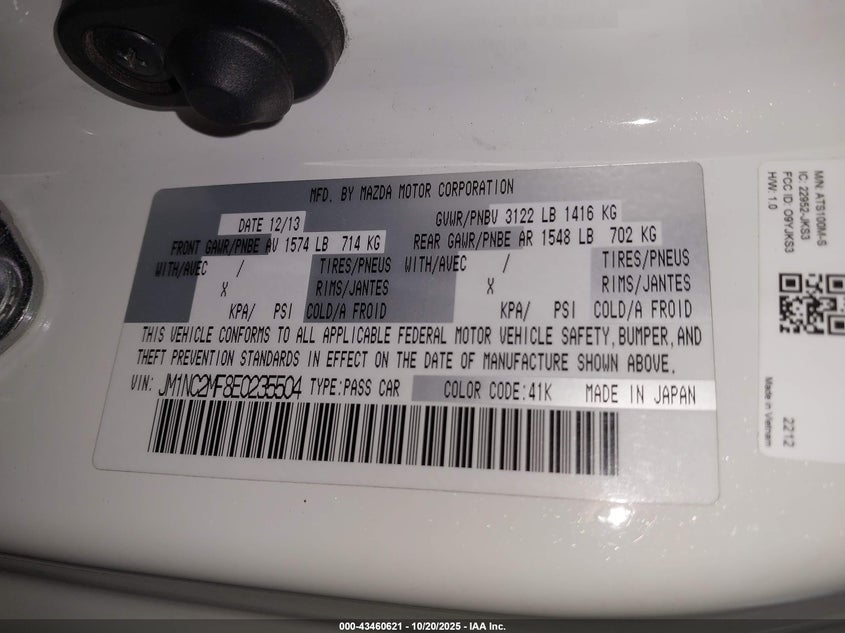 MFD. BY MAZDA MOTOR CORPORATION
DATE 12/13
GVWR/PNBV 3122 LB 1416 KG
FRONT GAWR/PNBE AV 1574 LB 714 KG
REAR GAWR/PNBE AR 1548 LB 702 KG
WITH/AVEC / TIRES/PNEUS
WITH/AVEC / TIRES/PNEUS
X RIMS/JANTES
X RIMS/JANTES
KPA/ PSI COLD/A FROID
KPA/ PSI COLD/A FROID
THIS VEHICLE CONFORMS TO ALL APPLICABLE FEDERAL MOTOR VEHICLE SAFETY,BUMPER,AND
THEFT PREVENTION STANDARDS IN EFFECT ON THE DATE OF MANUFACTURE SHOWN ABOVE.
VIN: JM1NC2MF8E0235504 TYPE:PASS CAR COLOR CODE:41K MADE IN JAPAN
M/N: ATS100M-S
IC: 22952-JKS3
FCC ID: O9YJKS3
H/W: 1.0
Made in Vietnam
2212
000-43460621 - 10/20/2025 - IAA Inc.